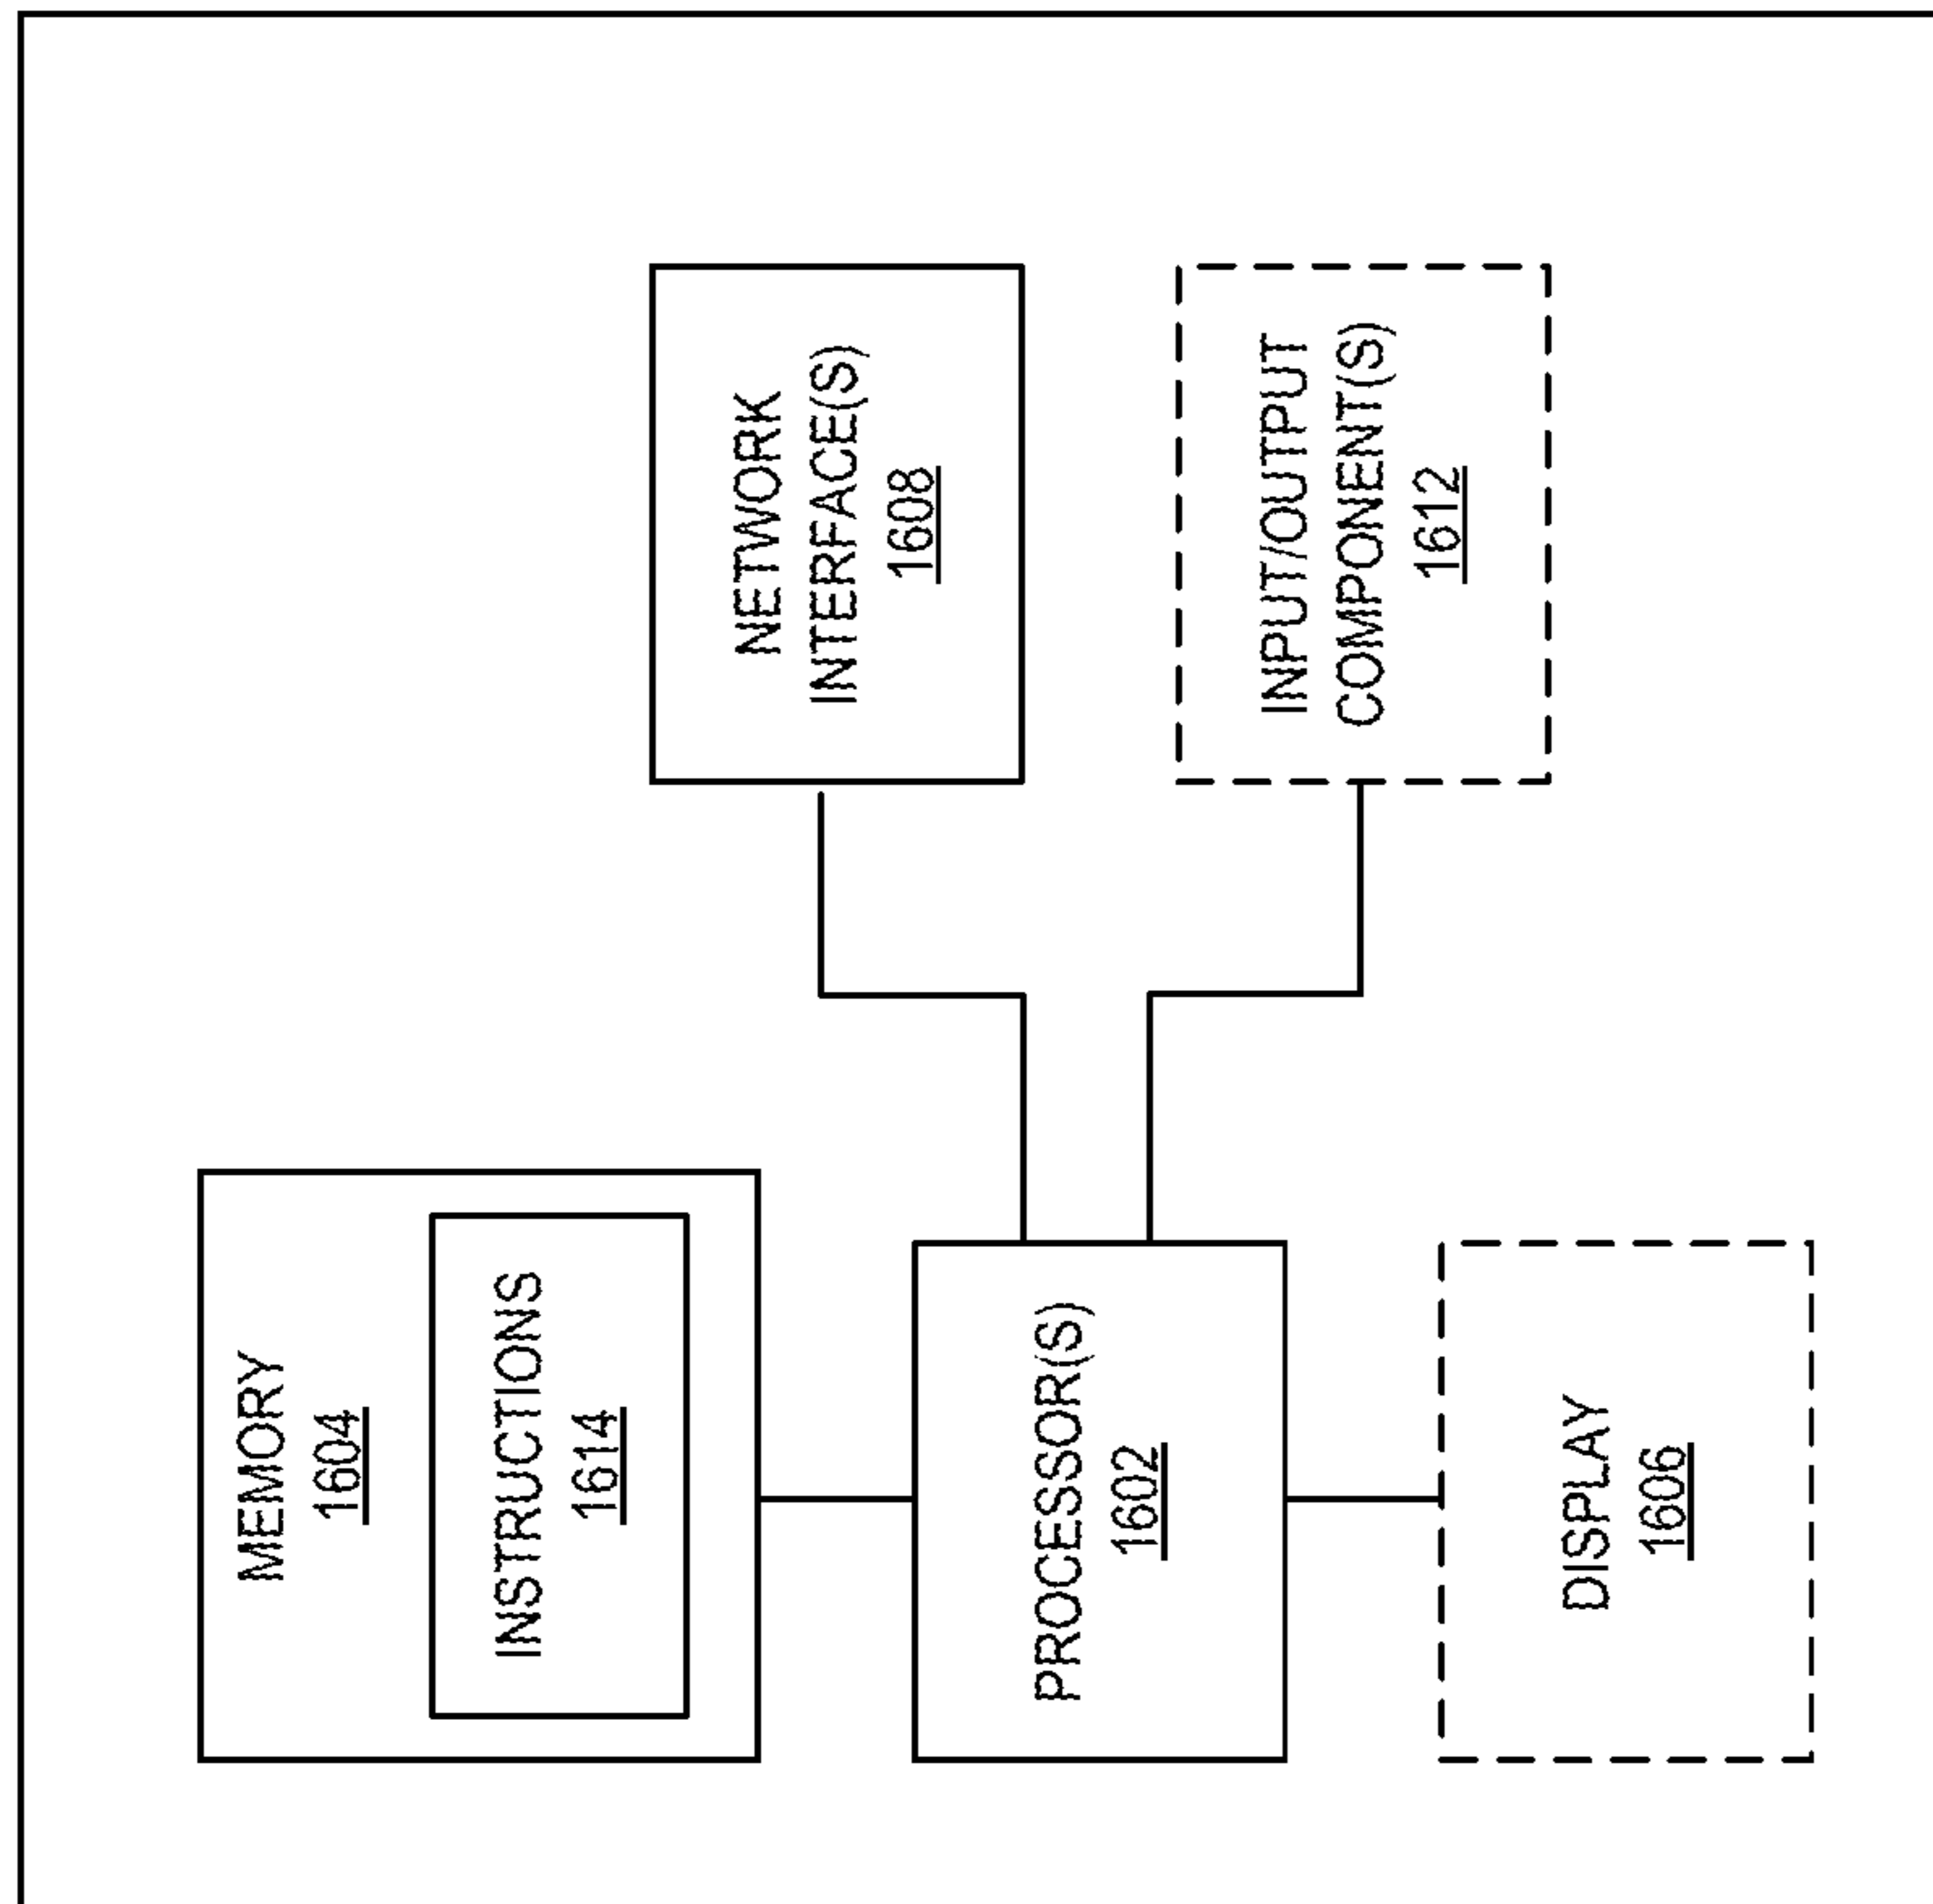 MEMORY
1604
INSTRUCTIONS
1614
PROCESSOR(S)
1602
DISPLAY
1606
NETWORK
INTERFACE(S)
1608
INPUT/OUTPUT
COMPONENT(S)
1612